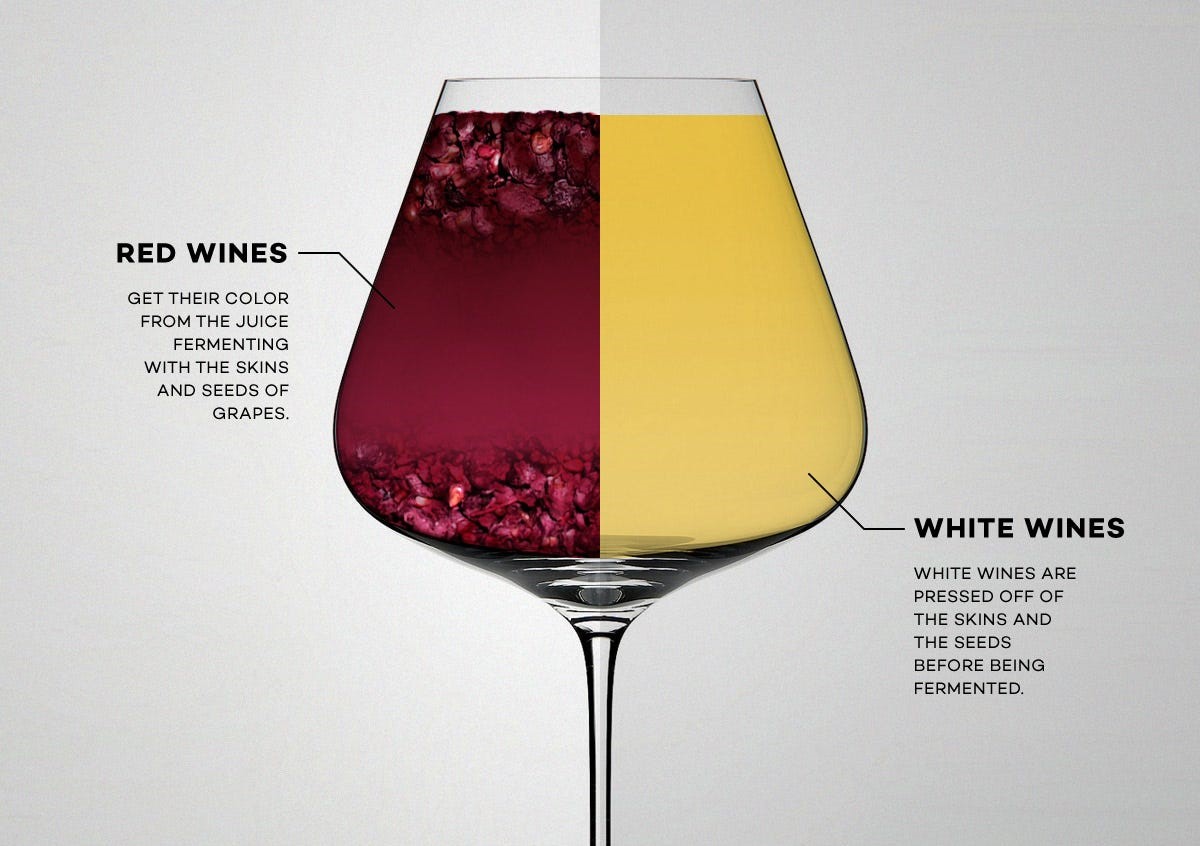 RED WINES
GET THEIR COLOR
FROM THE JUICE
FERMENTING
WITH THE SKINS
AND SEEDS OF
GRAPES.
WHITE WINES
WHITE WINES ARE
PRESSED OFF OF
THE SKINS AND
THE SEEDS
BEFORE BEING
FERMENTED.